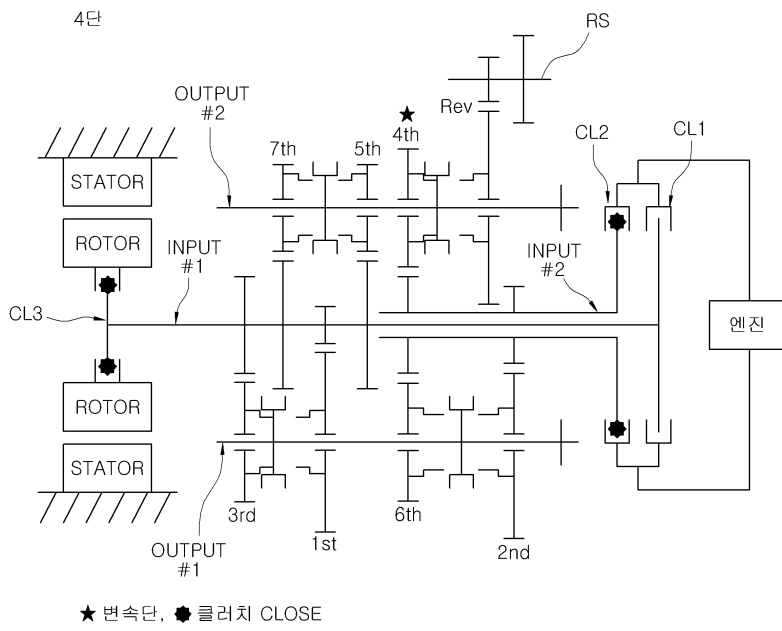 4단
RS
OUTPUT
#2
Rev
★
4th
CL2
CL1
7th
5th
STATOR
ROTOR
INPUT
#1
INPUT
#2
CL3
엔진
ROTOR
STATOR
3rd
6th
1st
2nd
OUTPUT
#1
★ 변속단, 클러치 CLOSE